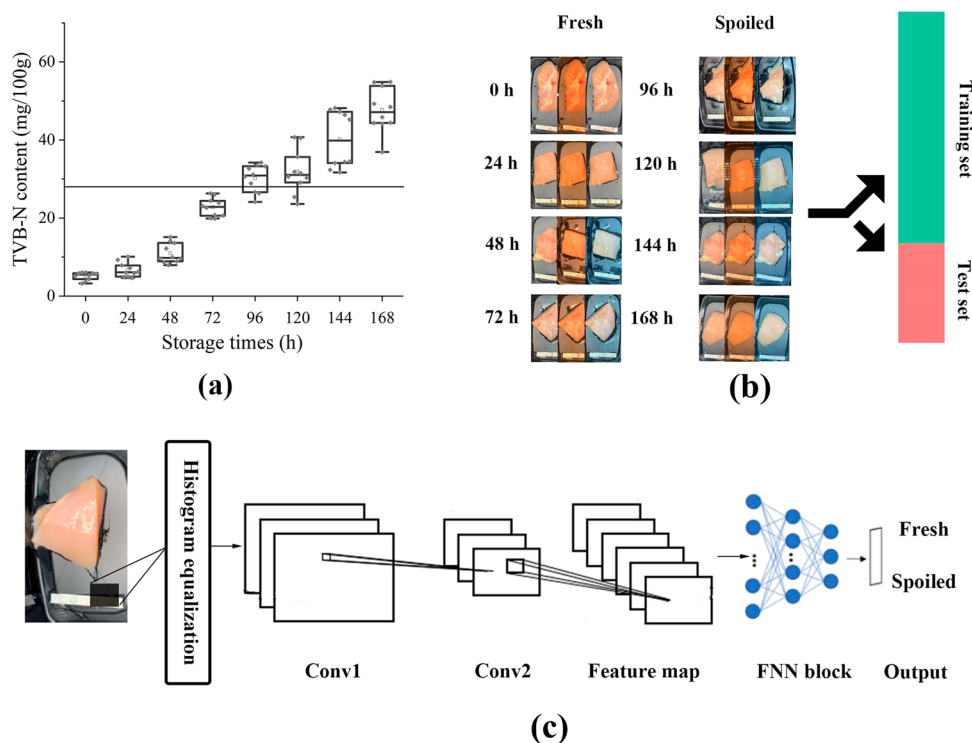 TVB-N content (mg/100g)
60
40
20
0
0 24 48 72 96 120 144 168
Storage times (h)
(a)
Fresh Spoiled
0 h 96 h
24 h 120 h
48 h 144 h
72 h 168 h
(b)
Training set
Test set
Histogram equalization
Fresh
Spoiled
Conv1 Conv2 Feature map FNN block Output
(c)